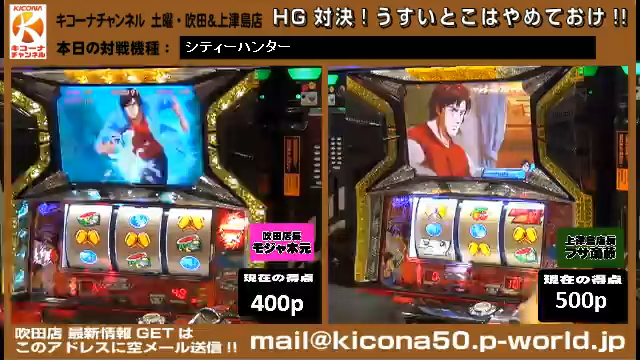 KICONA
キコーナ
チャンネル
キコーナチャンネル 土曜・吹田&上津島店
HG対決！うすいとこはやめておけ!!
本日の対戦機種：シティーハンター
吹田店長
モジャ木元
現在の得点
400p
上津島店長
現在の得点
500p
吹田店 最新情報GETは
このアドレスに空メール送信!!
mail@kicona50.p-world.jp